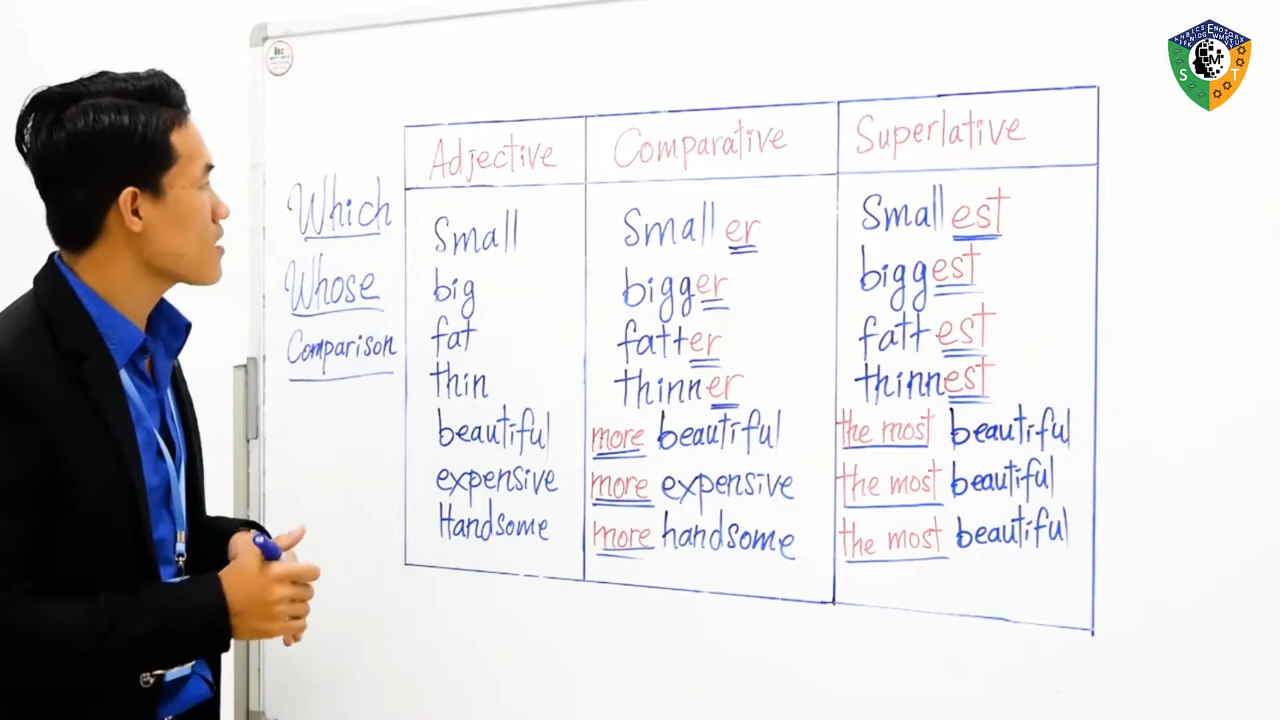 Which
Whose
Comparison
Adjective Comparative Superlative
Small Smaller Smallest
big bigger biggest
fat fatter fattest
thin thinner thinnest
beautiful more beautiful the most beautiful
expensive more expensive the most beautiful
Handsome more handsome the most beautiful
S M T